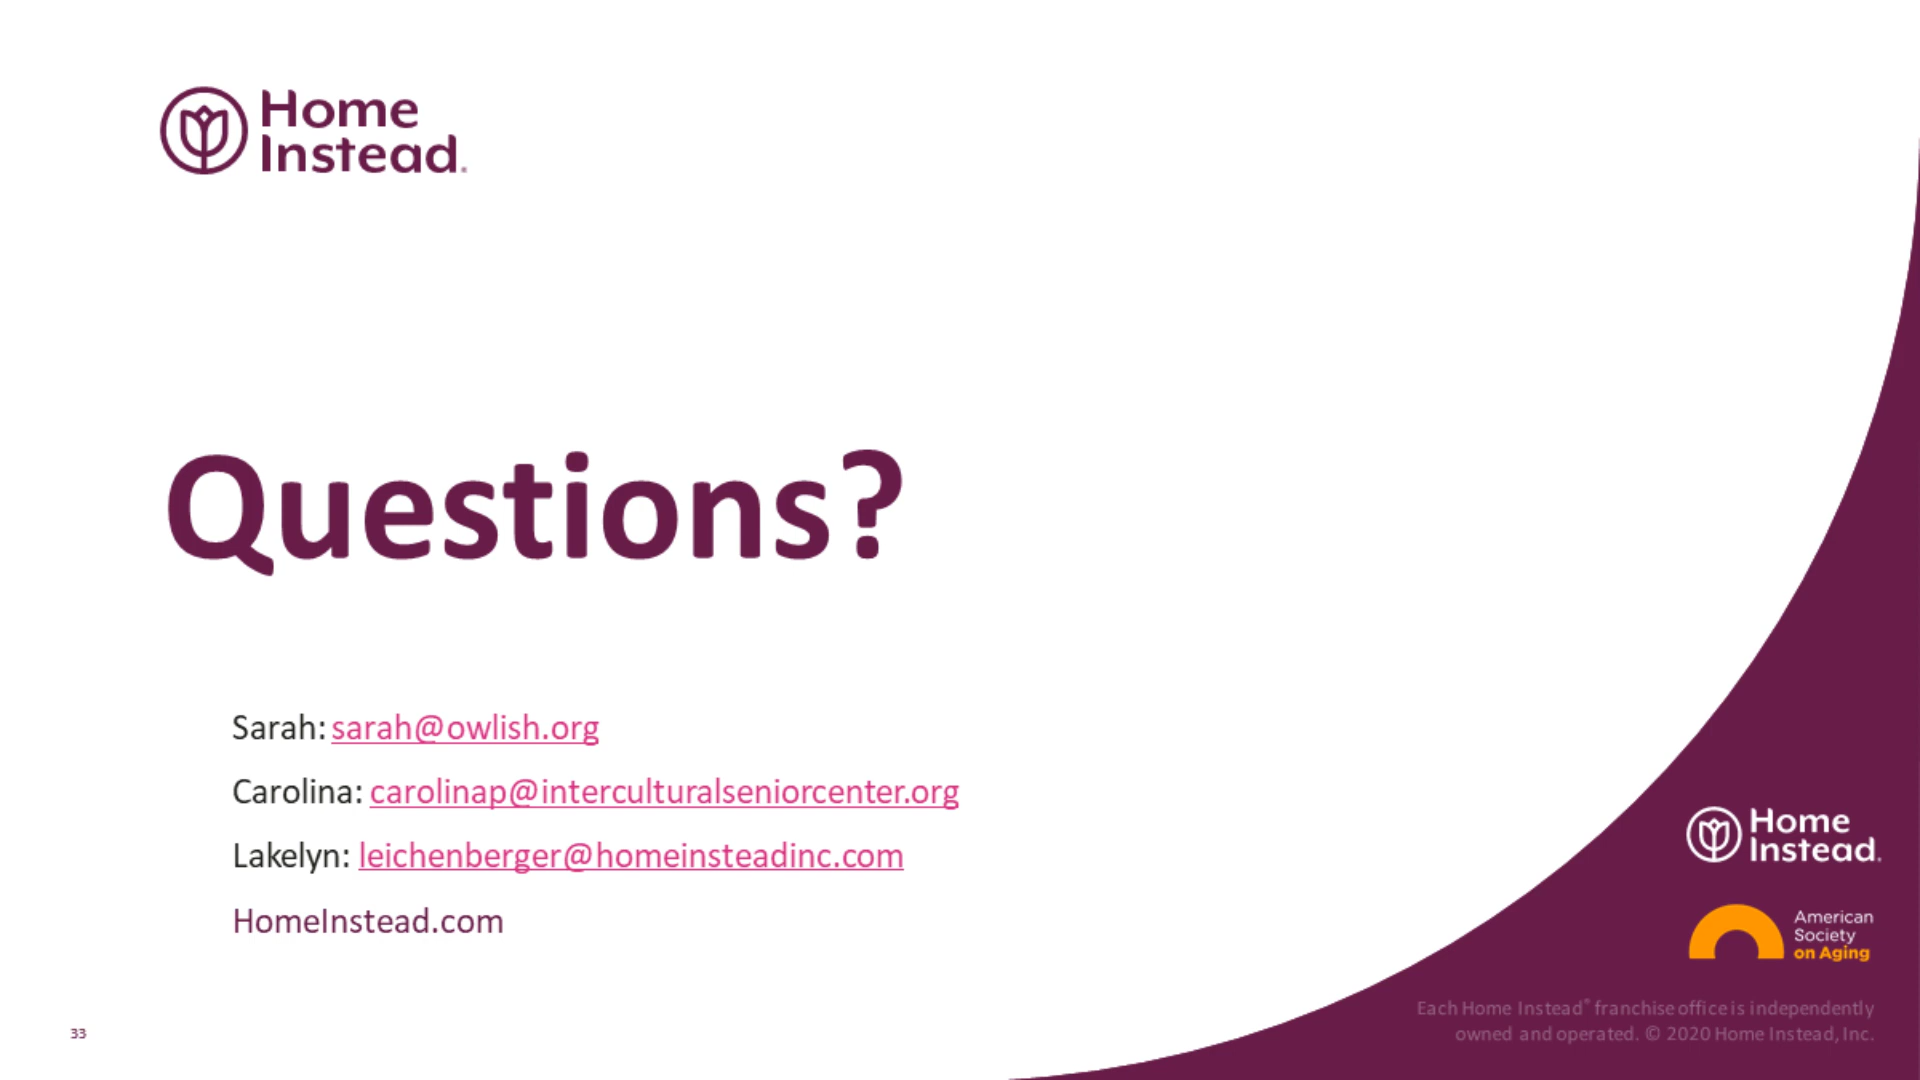 Home
Instead.
Questions?
Sarah: sarah@owlish.org
Carolina: carolinap@interculturalseniorcenter.org
Lakelyn: leichenberger@homeinsteadinc.com
HomeInstead.com
Home
Instead.
American
Society
on Aging
Each Home Instead® franchise office is independently
owned and operated. © 2020 Home Instead, Inc.
33